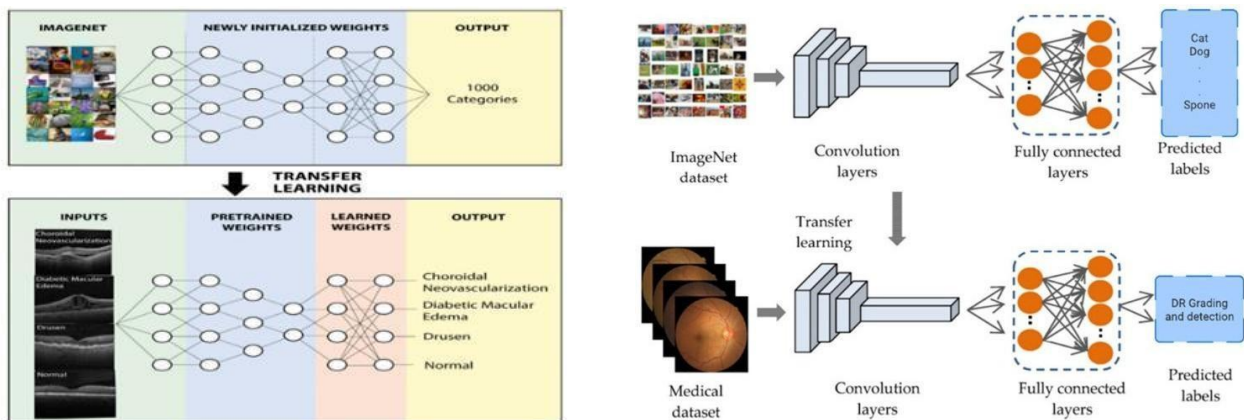 IMAGENET
NEWLY INITIALIZED WEIGHTS
OUTPUT
1000
Categories
TRANSFER
LEARNING
INPUTS
PRETRAINED
WEIGHTS
LEARNED
WEIGHTS
OUTPUT
Choroidal
Neovascularization
Diabetic Macular
Edema
Drusen
Normal
Choroidal
Neovascularization
Diabetic Macular
Edema
Drusen
Normal
ImageNet
dataset
Convolution
layers
Fully connected
layers
Cat
Dog
.
.
Spone
Predicted
labels
Transfer
learning
Medical
dataset
Convolution
layers
Fully connected
layers
DR Grading
and detection
Predicted
labels